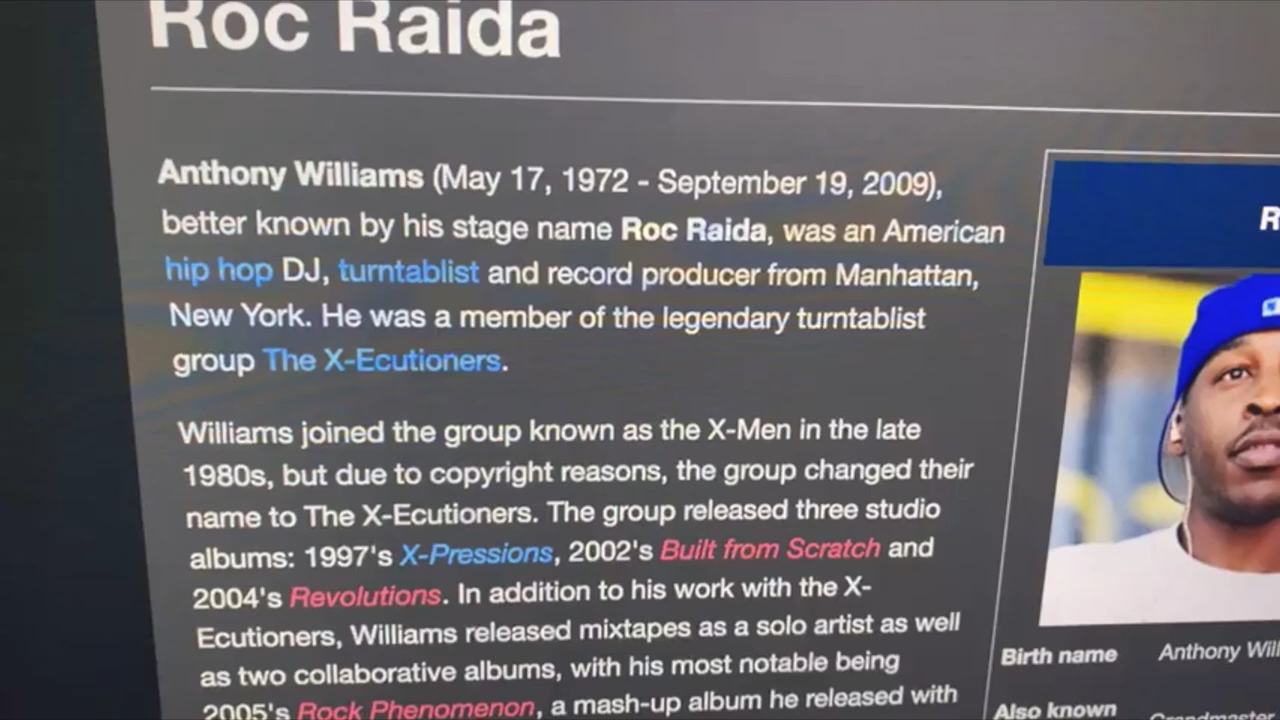 Roc Raida
Anthony Williams (May 17, 1972 - September 19, 2009),
better known by his stage name Roc Raida, was an American
hip hop DJ, turntablist and record producer from Manhattan,
New York. He was a member of the legendary turntablist
group The X-Ecutioners.
Williams joined the group known as the X-Men in the late
1980s, but due to copyright reasons, the group changed their
name to The X-Ecutioners. The group released three studio
albums: 1997's X-Pressions, 2002's Built from Scratch and
2004's Revolutions. In addition to his work with the X-
Ecutioners, Williams released mixtapes as a solo artist as well
as two collaborative albums, with his most notable being
2005's Rock Phenomenon, a mash-up album he released with
R
Birth name Anthony Will
Also known Grandmaster